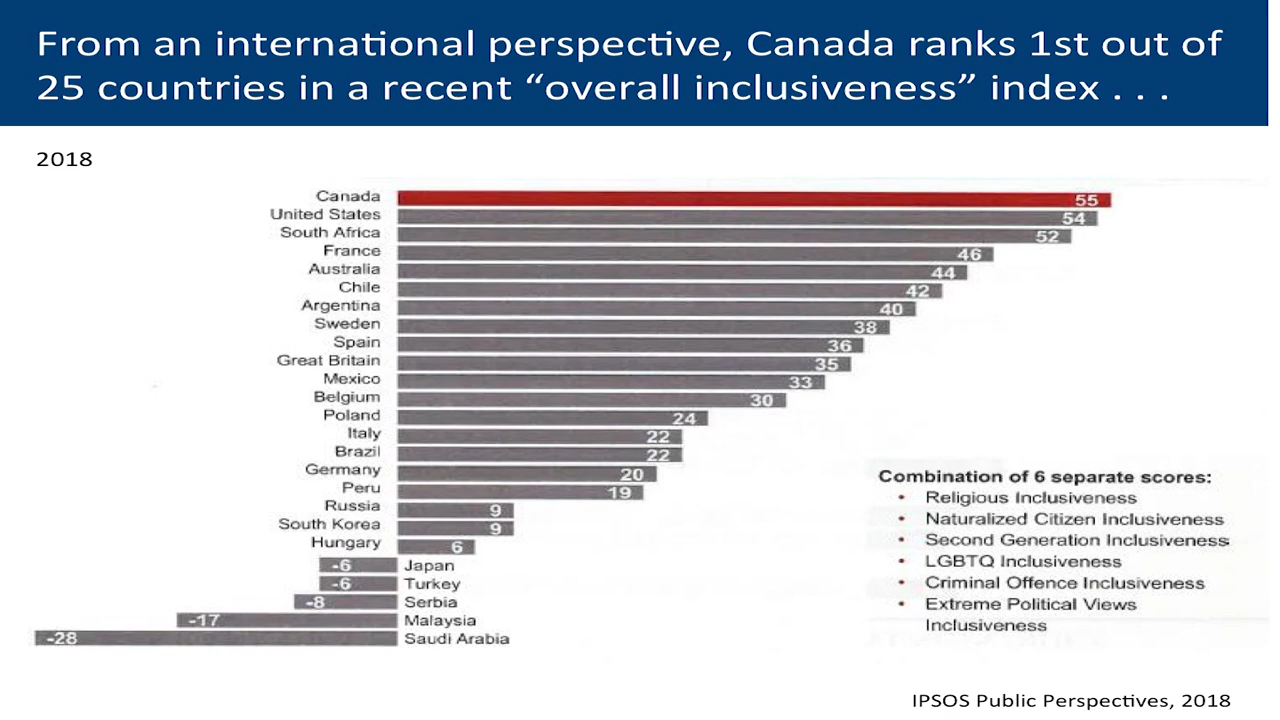 From an international perspective, Canada ranks 1st out of
25 countries in a recent “overall inclusiveness” index . . .
2018
Canada 55
United States 54
South Africa 52
France 46
Australia 44
Chile 42
Argentina 40
Sweden 38
Spain 36
Great Britain 35
Mexico 33
Belgium 30
Poland 24
Italy 22
Brazil 22
Germany 20
Peru 19
Russia 9
South Korea 9
Hungary 6
-6 Japan
-6 Turkey
-8 Serbia
-17 Malaysia
-28 Saudi Arabia
Combination of 6 separate scores:
• Religious Inclusiveness
• Naturalized Citizen Inclusiveness
• Second Generation Inclusiveness
• LGBTQ Inclusiveness
• Criminal Offence Inclusiveness
• Extreme Political Views
Inclusiveness
IPSOS Public Perspectives, 2018